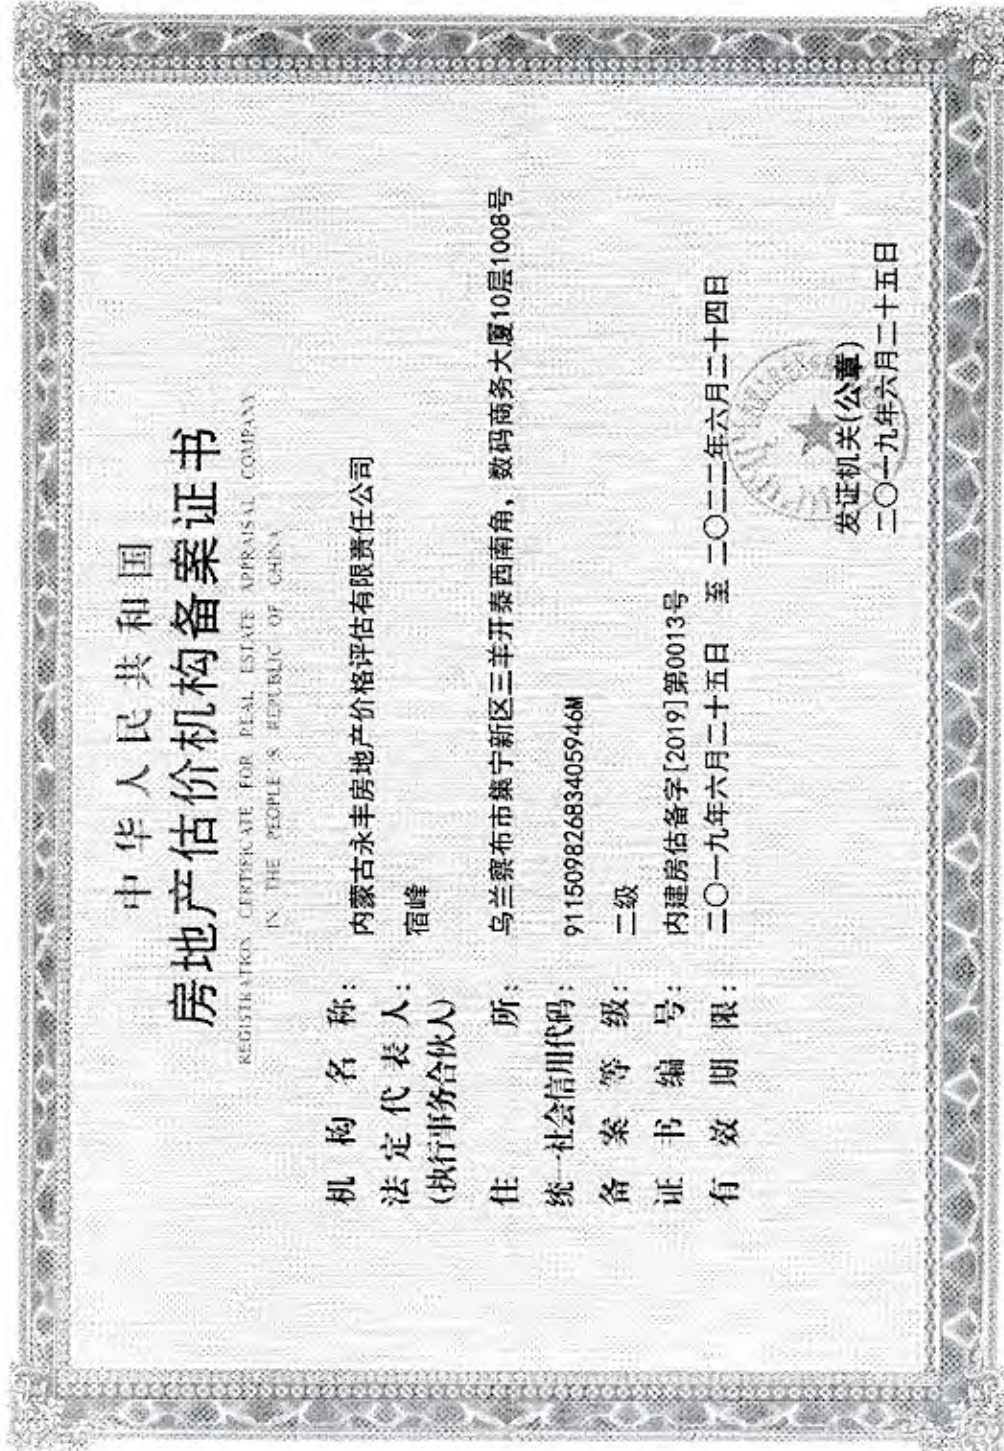 中华人民共和国
房地产估价机构备案证书
REGISTRATION CERTIFICATE FOR REAL ESTATE APPRAISAL COMPANY
IN THE PEOPLE'S REPUBLIC OF CHINA
机构名称: 内蒙古永丰房地产价格评估有限责任公司
法定代表人: 宿峰
(执行事务合伙人)
住所: 乌兰察布市集宁新区三羊开泰西南角,数码商务大厦10层1008号
统一社会信用代码: 91150982683405946M
备案等级: 二级
证书编号: 内建房估备字[2019]第0013号
有效期限: 二〇一九年六月二十五日 至 二〇二二年六月二十四日
发证机关(公章)
二〇一九年六月二十五日